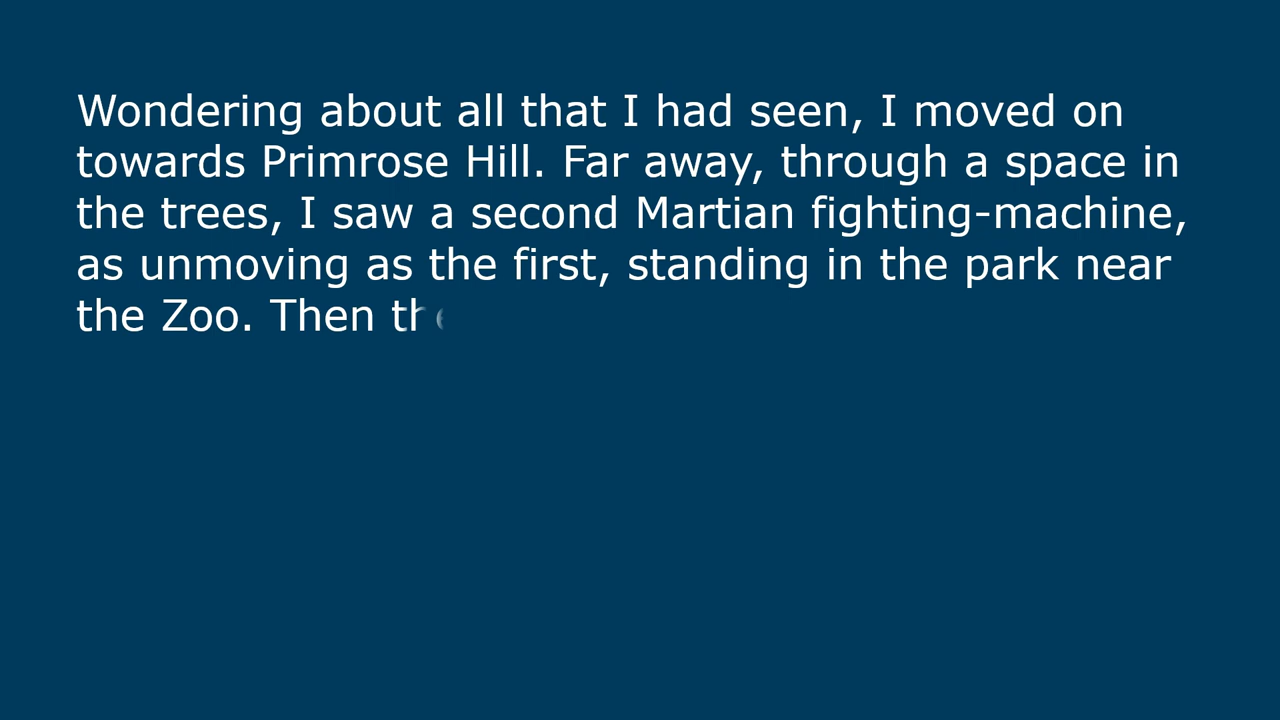 Wondering about all that I had seen, I moved on
towards Primrose Hill. Far away, through a space in
the trees, I saw a second Martian fighting-machine,
as unmoving as the first, standing in the park near
the Zoo. Then